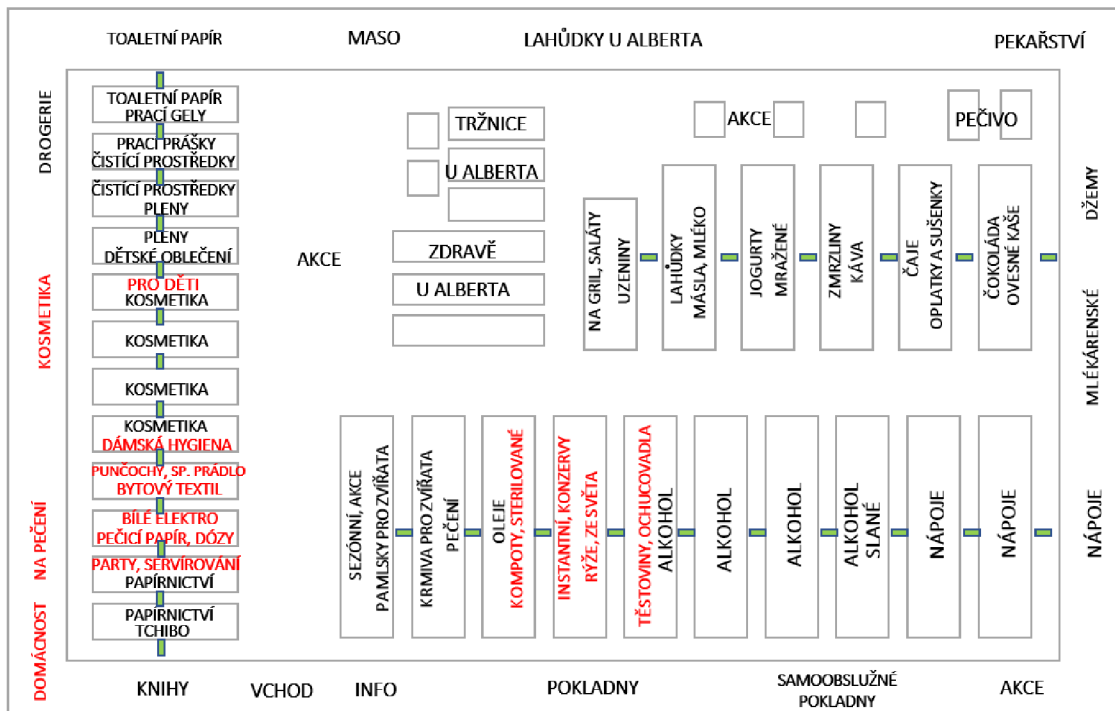 TOALETNÍ PAPÍR
MASO
LAHŮDKY U ALBERTA
PEKAŘSTVÍ
DROGERIE
KOSMETIKA
NA PEČENÍ
DOMÁCNOST
TOALETNÍ PAPÍR
PRACÍ GELY
PRACÍ PRÁŠKY
ČISTÍCÍ PROSTŘEDKY
ČISTÍCÍ PROSTŘEDKY
PLENY
PLENY
DĚTSKÉ OBLEČENÍ
PRO DĚTI
KOSMETIKA
KOSMETIKA
KOSMETIKA
KOSMETIKA
DÁMSKÁ HYGIENA
PUNČOCHY, SP. PRÁDLO
BYTOVÝ TEXTIL
BÍLÉ ELEKTRO
PEČICÍ PAPÍR, DÓZY
PARTY, SERVÍROVÁNÍ
PAPÍRNICTVÍ
PAPÍRNICTVÍ
TCHIBO
AKCE
TRŽNICE
U ALBERTA
ZDRAVĚ
U ALBERTA
AKCE
PEČIVO
NA GRIL, SALÁTY
UZENINY
LAHŮDKY
MÁSLA, MLÉKO
JOGURTY
MRAŽENÉ
ZMRZLINY
KÁVA
ČAJE
OPLATKY A SUŠENKY
ČOKOLÁDA
OVESNÉ KAŠE
DŽEMY
MLÉKÁRENSKÉ
NÁPOJE
SEZÓNNÍ, AKCE
PAMLSKY PRO ZVÍŘATA
KRMIVA PRO ZVÍŘATA
PEČENÍ
OLEJE
KOMPOTY, STERILOVANÉ
INSTANTNÍ, KONZERVY
RÝŽE, ZE SVĚTA
TĚSTOVINY, OCHUCOVADLA
ALKOHOL
ALKOHOL
ALKOHOL
ALKOHOL
SLANÉ
NÁPOJE
NÁPOJE
KNIHY
VCHOD
INFO
POKLADNY
SAMOOBSLUŽNÉ
POKLADNY
AKCE